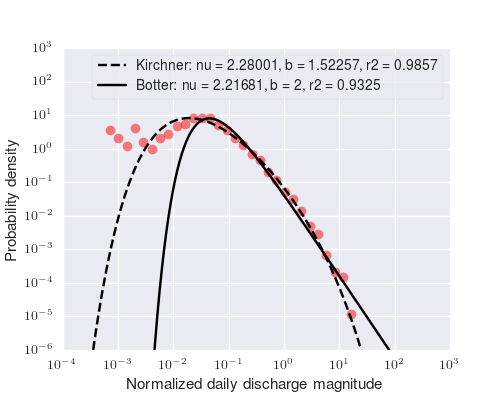 Kirchner: nu = 2.28001, b = 1.52257, r2 = 0.9857
Botter: nu = 2.21681, b = 2, r2 = 0.9325
Probability density
10³
10²
10¹
10⁰
10⁻¹
10⁻²
10⁻³
10⁻⁴
10⁻⁵
10⁻⁶
10⁻⁴ 10⁻³ 10⁻² 10⁻¹ 10⁰ 10¹ 10² 10³
Normalized daily discharge magnitude